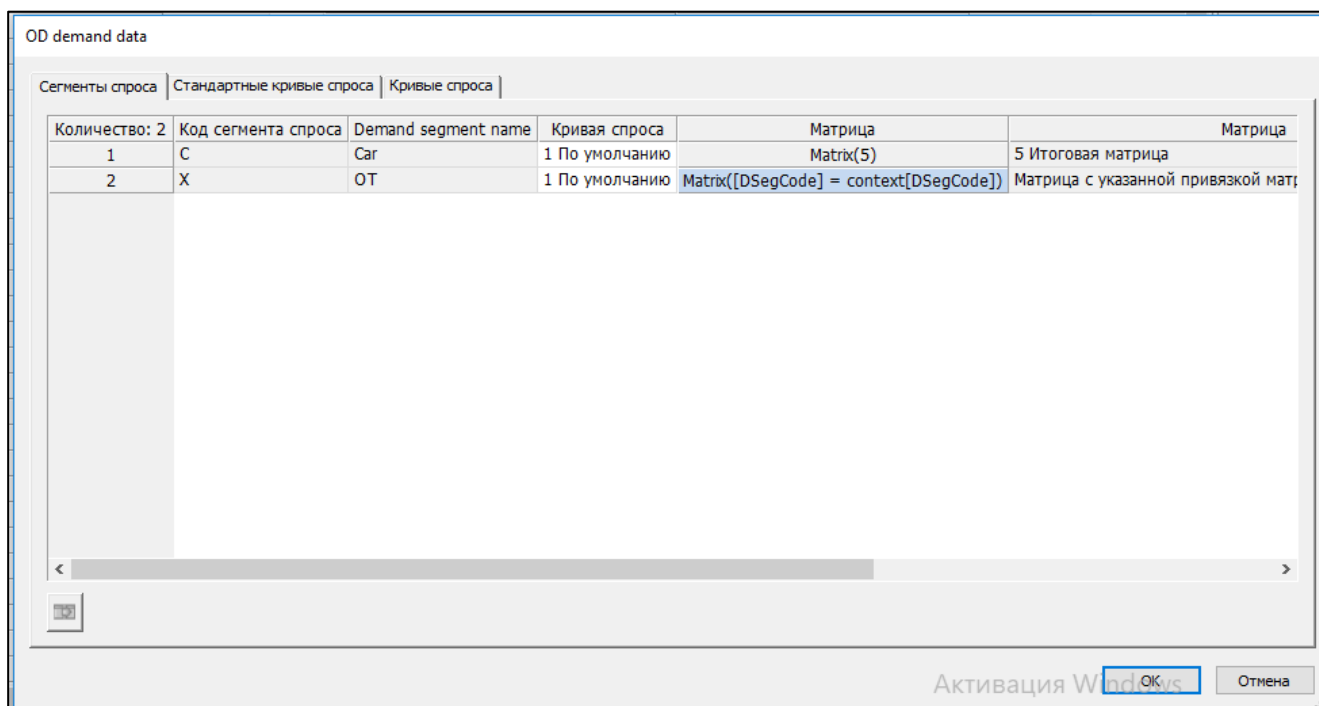 OD demand data
Сегменты спроса Стандартные кривые спроса Кривые спроса
Количество: 2 Код сегмента спроса Demand segment name Кривая спроса Матрица Матрица
1 C Car 1 По умолчанию Matrix(5) 5 Итоговая матрица
2 X ОТ 1 По умолчанию Matrix([DSegCode] = context[DSegCode]) Матрица с указанной привязкой матр
Активация Windows
OK Отмена